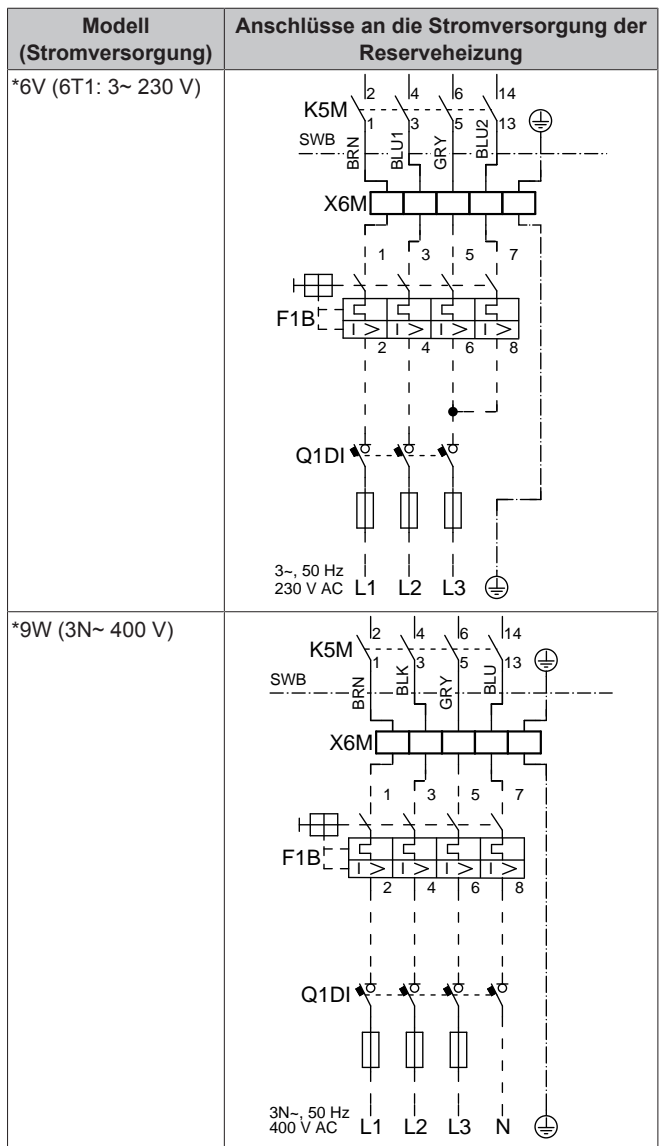 Modell (Stromversorgung)
Anschlüsse an die Stromversorgung der Reserveheizung
*6V (6T1: 3~ 230 V)
2 4 6 14
K5M
1 3 5 13
SWB
BRN BLU1 GRY BLU2
X6M
1 3 5 7
F1B
I > I > I > I >
2 4 6 8
Q1DI
3~, 50 Hz
230 V AC L1 L2 L3
*9W (3N~ 400 V)
2 4 6 14
K5M
1 3 5 13
SWB
BRN BLK GRY BLU
X6M
1 3 5 7
F1B
I > I > I > I >
2 4 6 8
Q1DI
3N~, 50 Hz
400 V AC L1 L2 L3 N